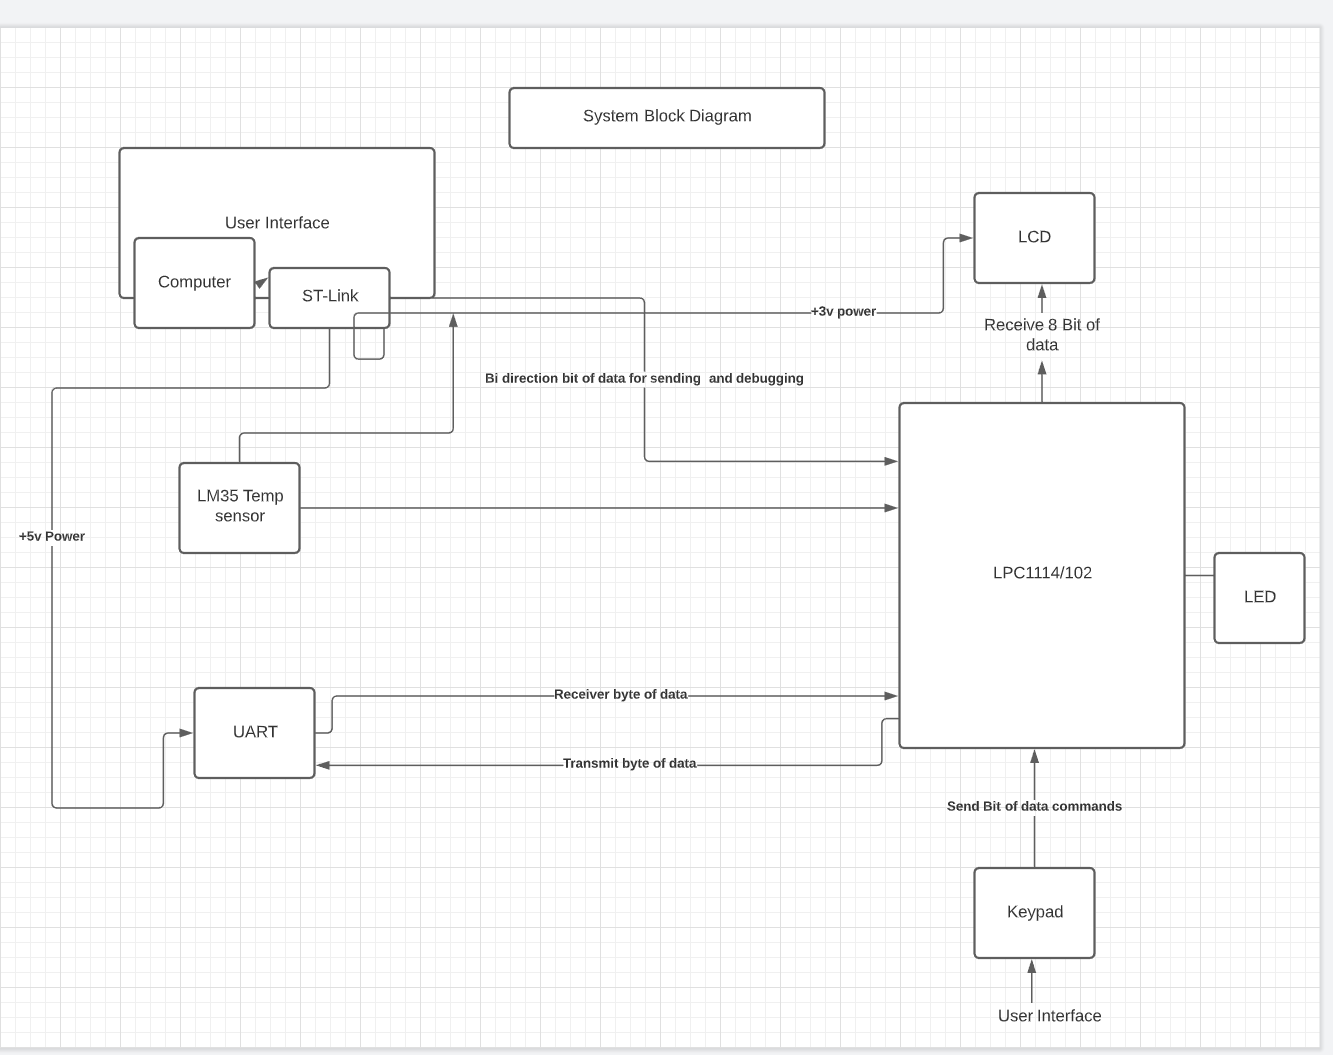 System Block Diagram
User Interface
LCD
Computer
ST-Link
+3v power
Receive 8 Bit of
data
Bi direction bit of data for sending  and debugging
LM35 Temp
sensor
+5v Power
LPC1114/102
LED
Receiver byte of data
UART
Transmit byte of data
Send Bit of data commands
Keypad
User Interface